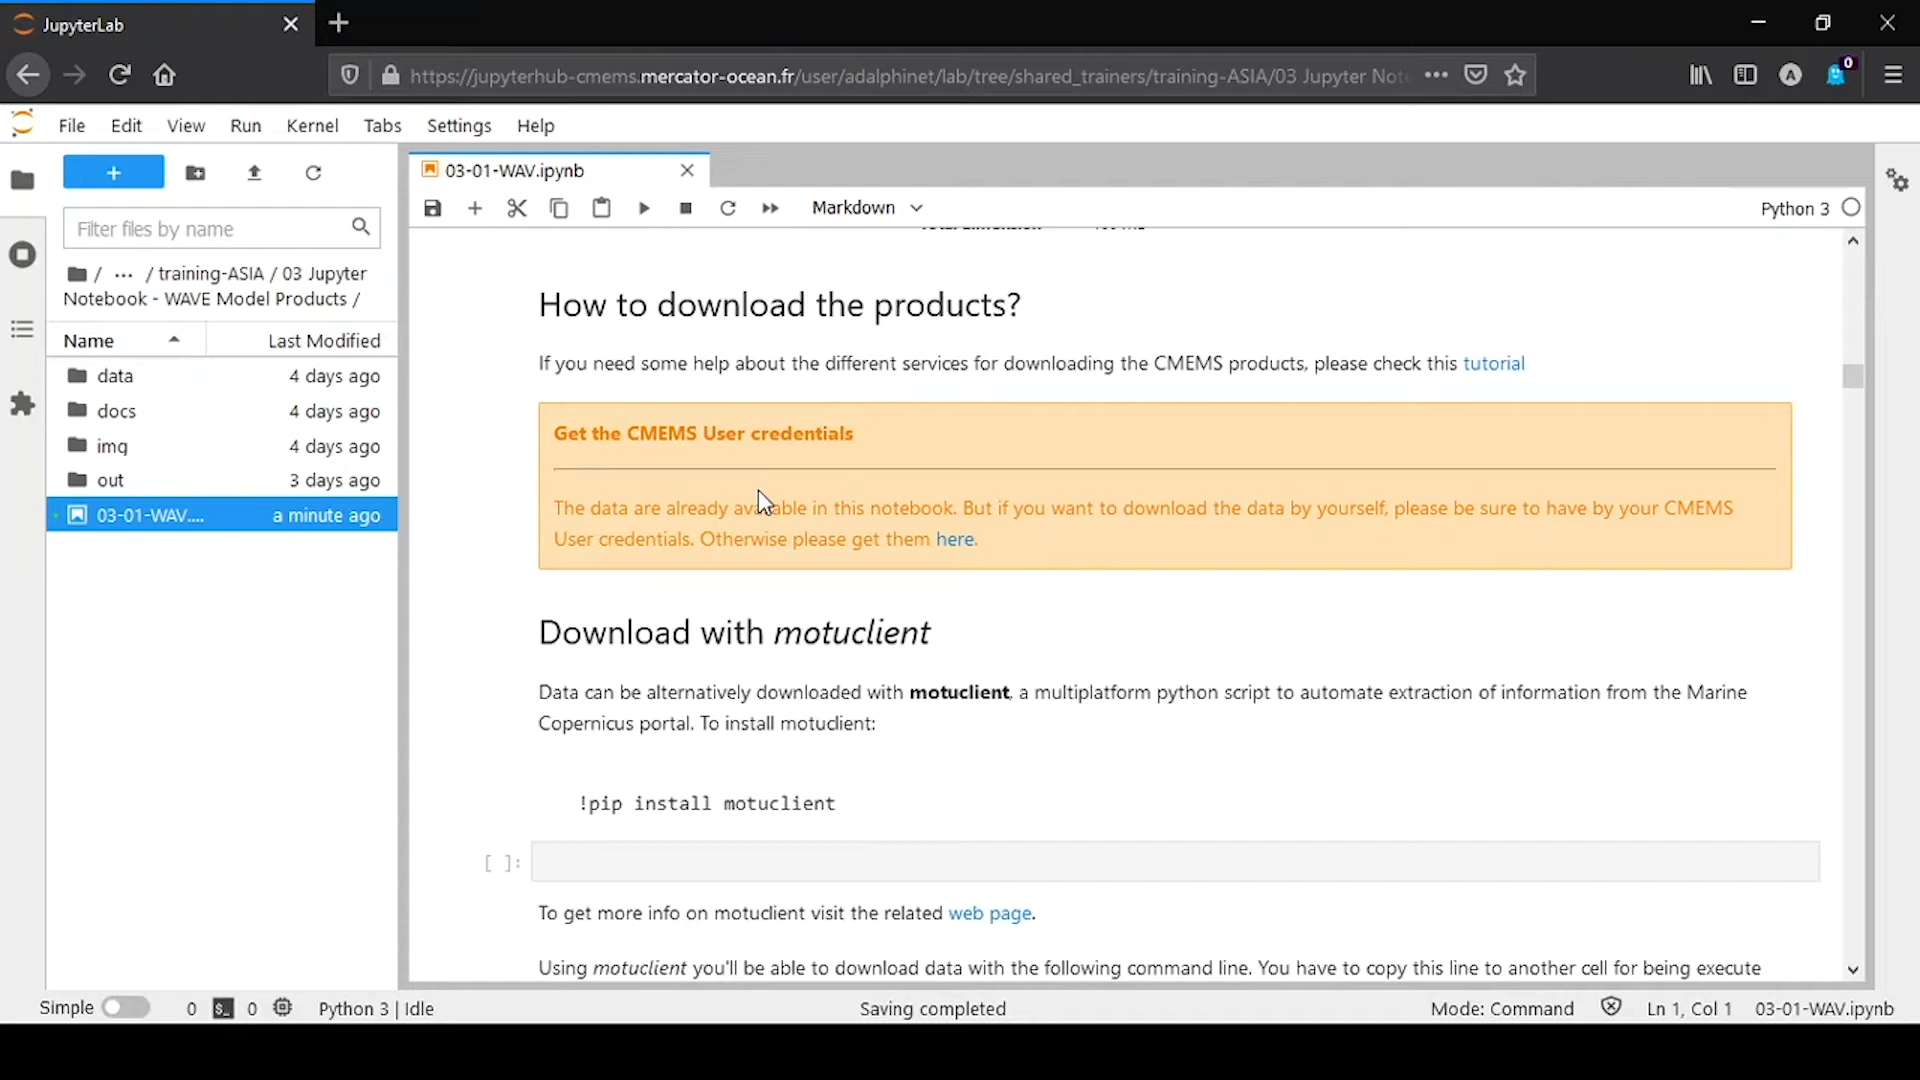 JupyterLab
https://jupyterhub-cmems.mercator-ocean.fr/user/adalphinet/lab/tree/shared_trainers/training-ASIA/03 Jupyter Not
A
0
File Edit View Run Kernel Tabs Settings Help
03-01-WAV.ipynb
Markdown
Python 3
Filter files by name
/ ··· / training-ASIA / 03 Jupyter
Notebook - WAVE Model Products /
Name Last Modified
data 4 days ago
docs 4 days ago
img 4 days ago
out 3 days ago
03-01-WAV.... a minute ago
How to download the products?
If you need some help about the different services for downloading the CMEMS products, please check this tutorial
Get the CMEMS User credentials
The data are already available in this notebook. But if you want to download the data by yourself, please be sure to have by your CMEMS
User credentials. Otherwise please get them here.
Download with motuclient
Data can be alternatively downloaded with motuclient, a multiplatform python script to automate extraction of information from the Marine
Copernicus portal. To install motuclient:
!pip install motuclient
[ ]:
To get more info on motuclient visit the related web page.
Using motuclient you'll be able to download data with the following command line. You have to copy this line to another cell for being execute
Simple 0 $_ 0 Python 3 | Idle Saving completed Mode: Command Ln 1, Col 1 03-01-WAV.ipynb